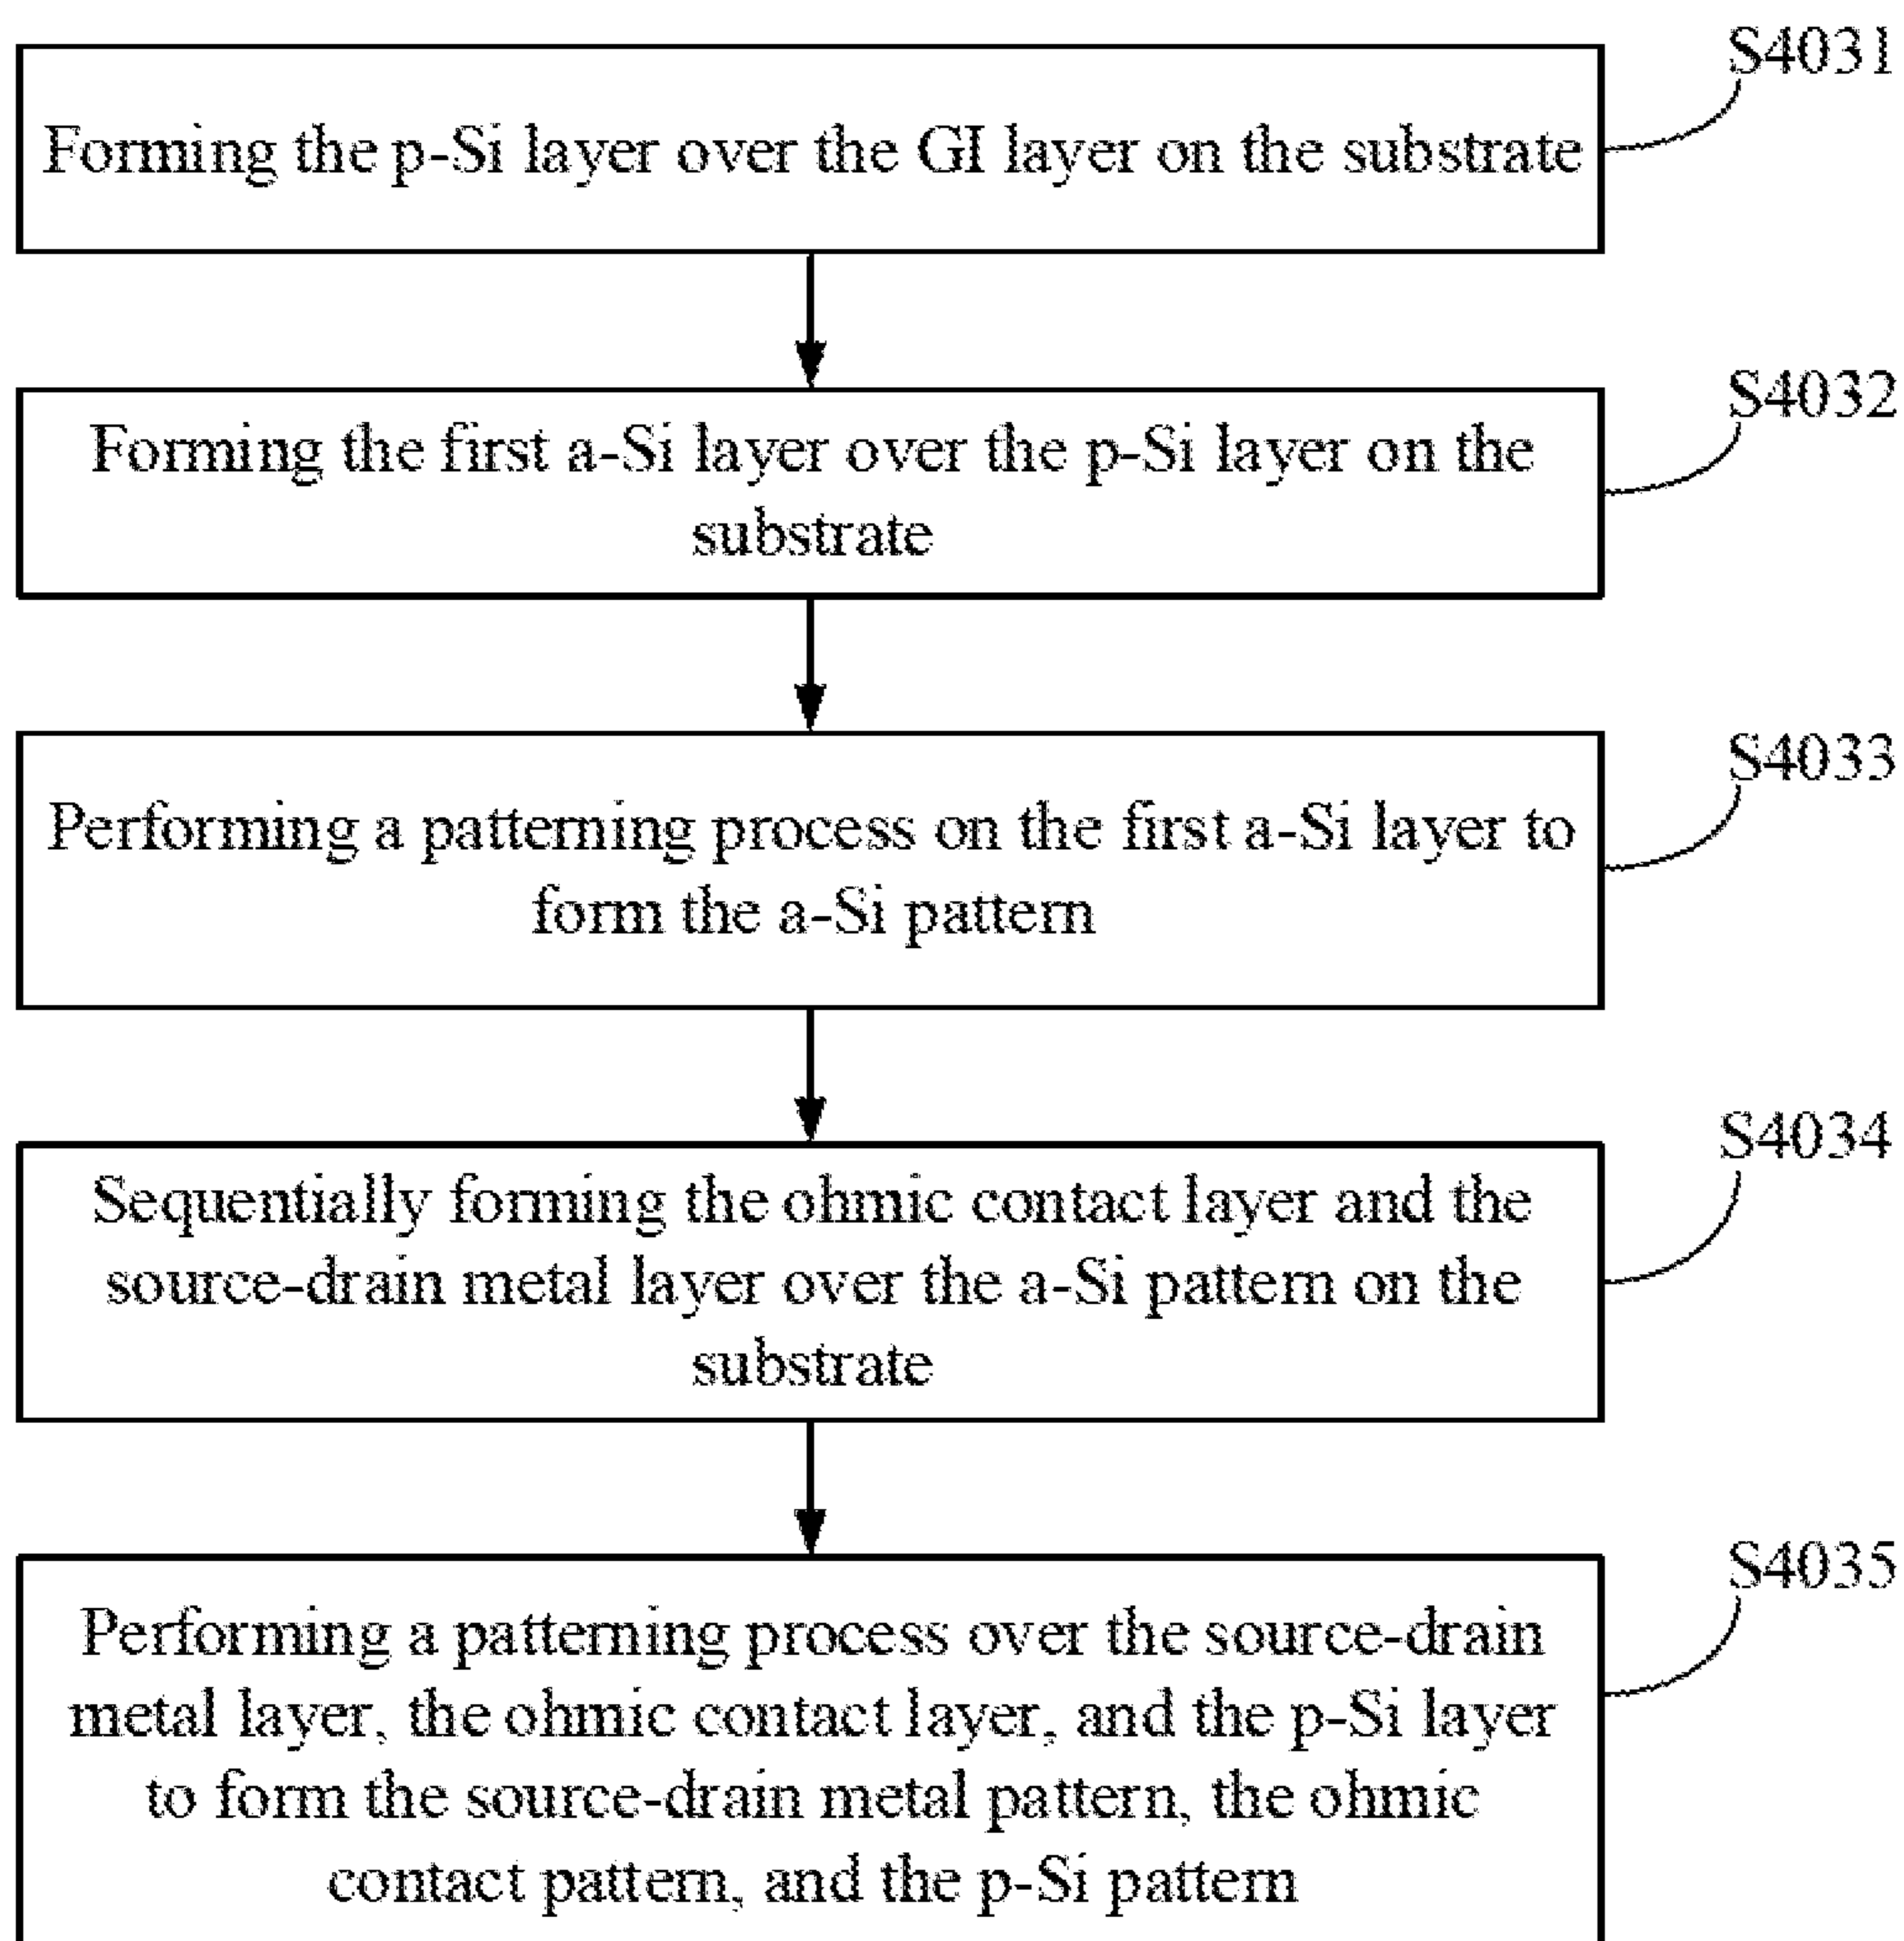 S4031
Forming the p-Si layer over the GI layer on the substrate
S4032
Forming the first a-Si layer over the p-Si layer on the
substrate
S4033
Performing a patterning process on the first a-Si layer to
form the a-Si pattern
S4034
Sequentially forming the ohmic contact layer and the
source-drain metal layer over the a-Si pattern on the
substrate
S4035
Performing a patterning process over the source-drain
metal layer, the ohmic contact layer, and the p-Si layer
to form the source-drain metal pattern, the ohmic
contact pattern, and the p-Si pattern